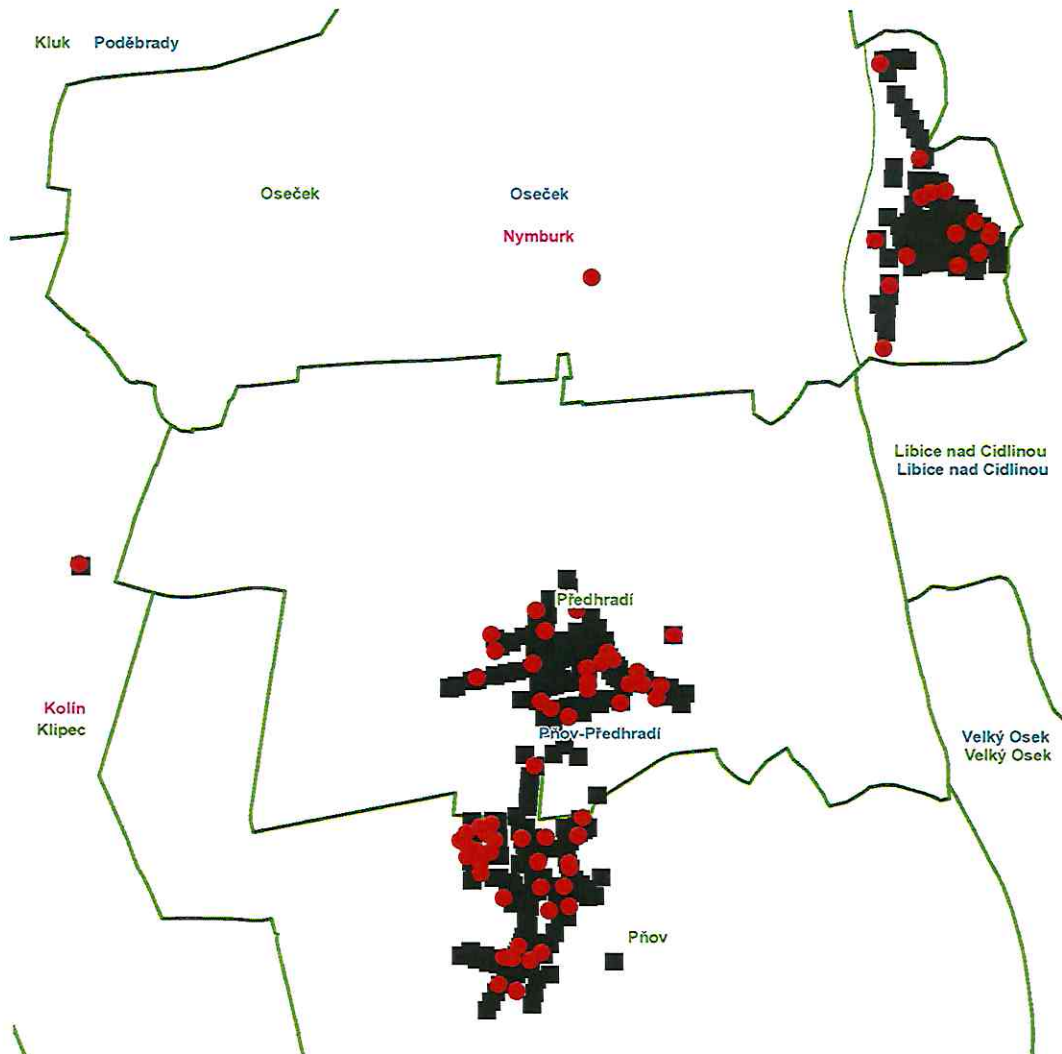 Kluk Poděbrady
Oseček Oseček
Nymburk
Libice nad Cidlinou
Libice nad Cidlinou
Předhradí
Kolín
Klipec
Pňov-Předhradí
Velký Osek
Velký Osek
Pňov